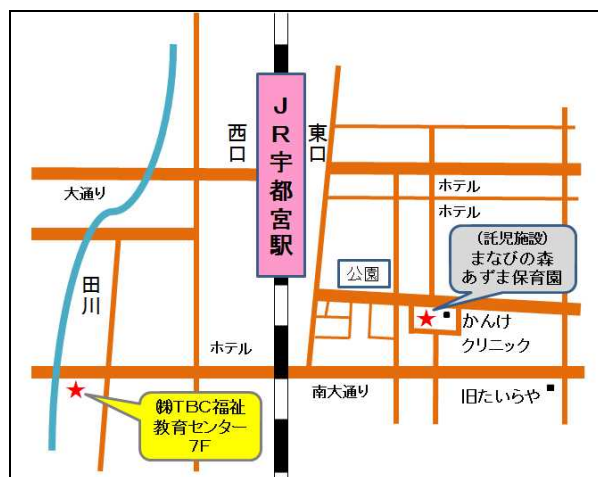 JR宇都宮駅
西口
東口
大通り
田川
ホテル
ホテル
(託児施設)
まなびの森
あずま保育園
公園
かんけ
クリニック
ホテル
南大通り
旧たいらや
㈱TBC福祉
教育センター
7F